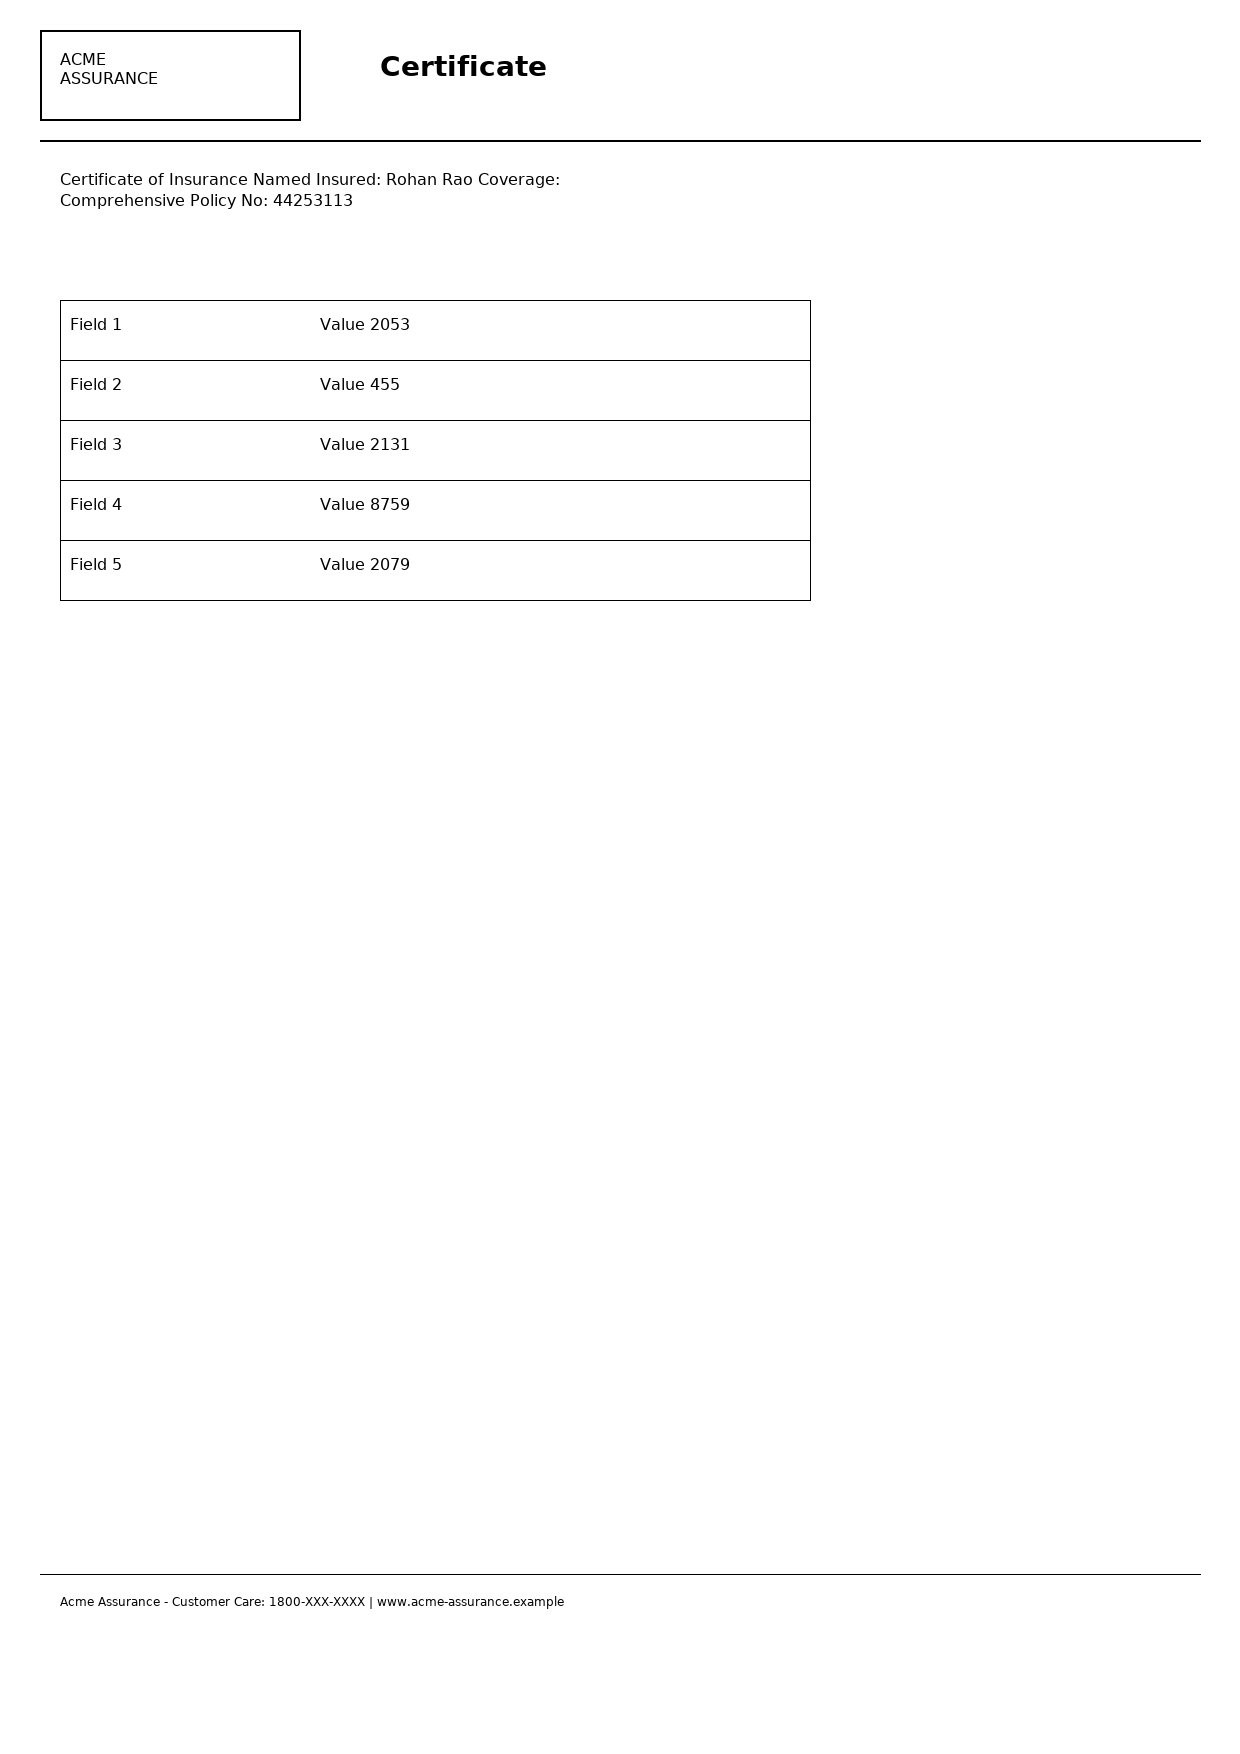 ACME
ASSURANCE
Certificate
Certificate of Insurance Named Insured: Rohan Rao Coverage:
Comprehensive Policy No: 44253113
Field 1 Value 2053
Field 2 Value 455
Field 3 Value 2131
Field 4 Value 8759
Field 5 Value 2079
Acme Assurance - Customer Care: 1800-XXX-XXXX | www.acme-assurance.example